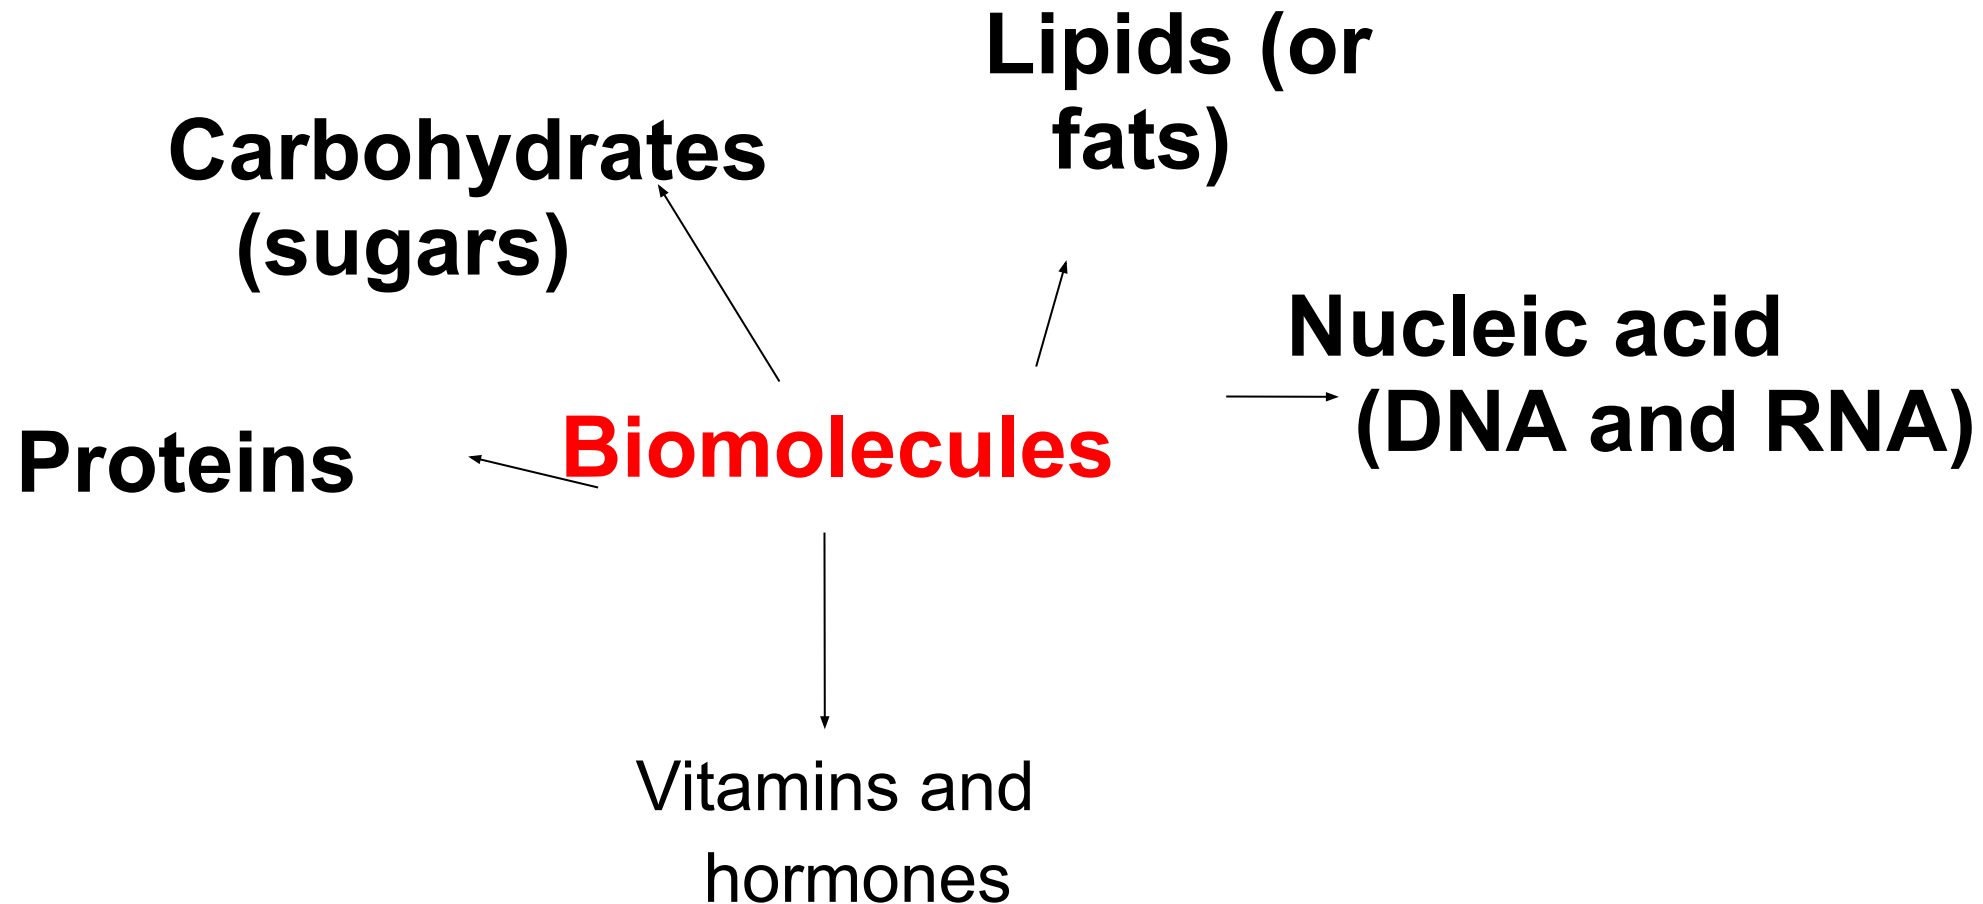 Lipids (or
fats)
Carbohydrates
(sugars)
Nucleic acid
(DNA and RNA)
Biomolecules
Proteins
Vitamins and
hormones